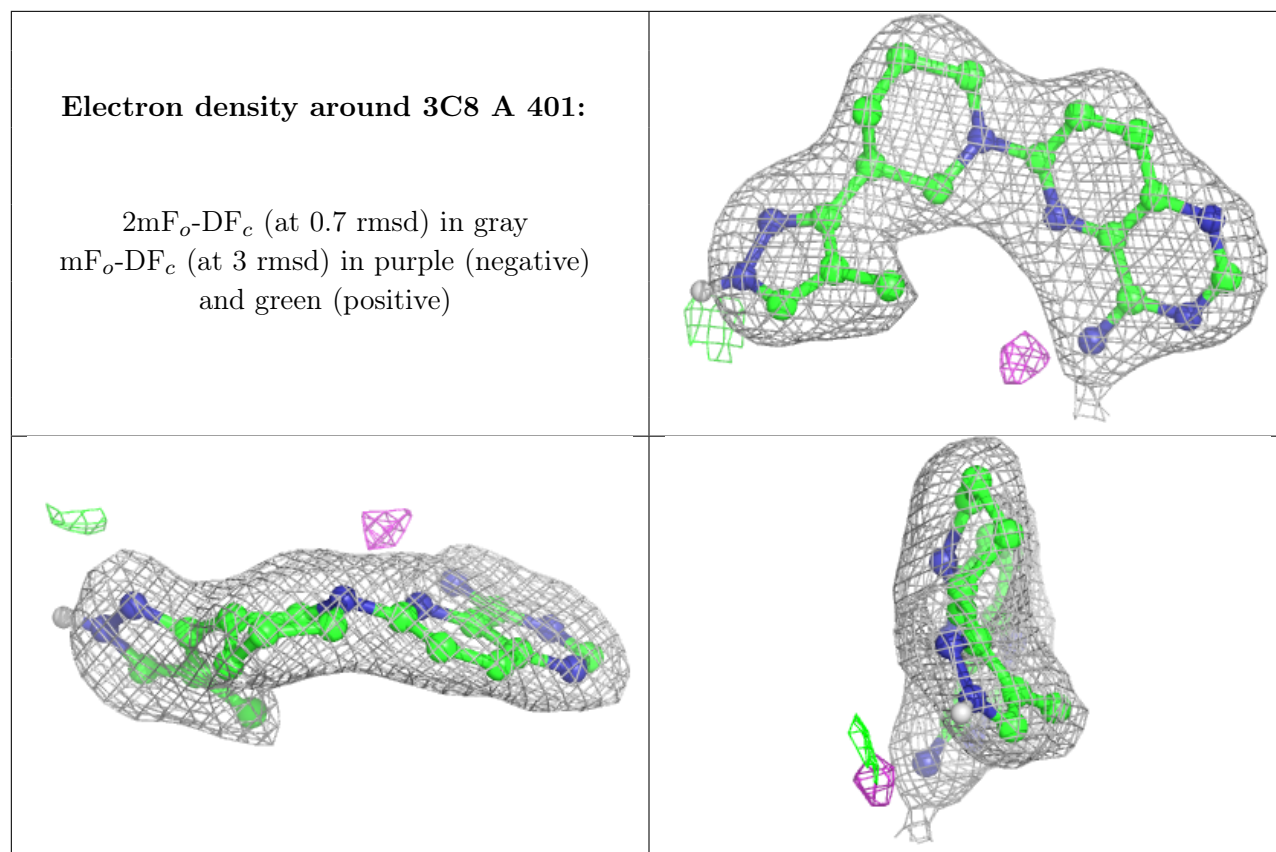 Electron density around 3C8 A 401:
2mFₒ-DF𝒸 (at 0.7 rmsd) in gray
mFₒ-DF𝒸 (at 3 rmsd) in purple (negative)
and green (positive)